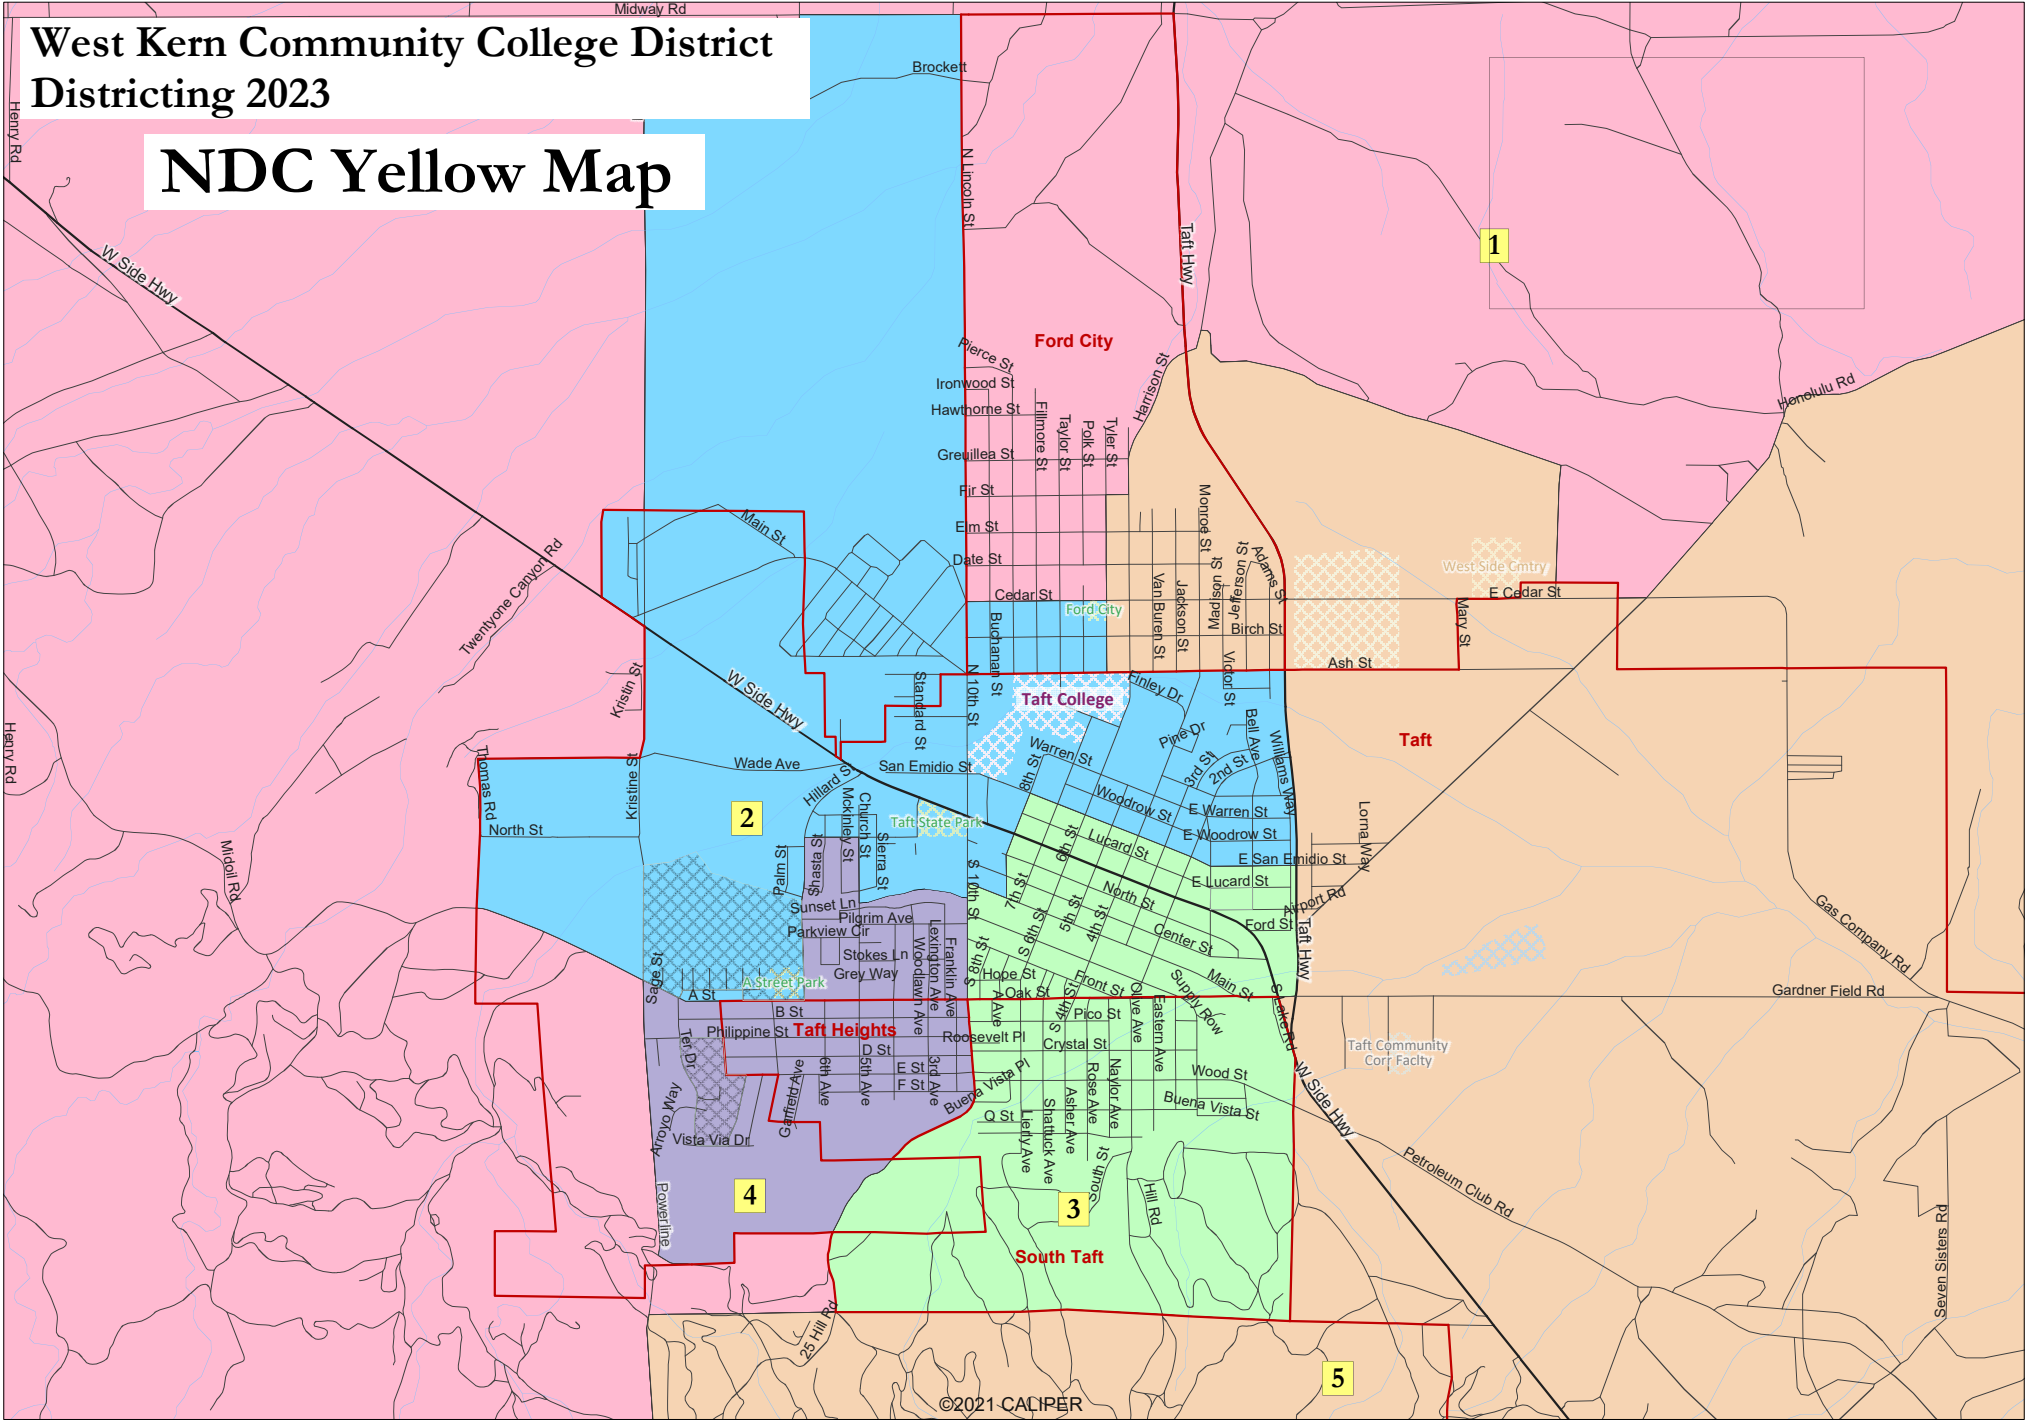 Midway Rd
West Kern Community College District
Districting 2023
NDC Yellow Map
Brockett
Henry Rd
N Lincoln St
W Side Hwy
Taft Hwy
1
Ford City
Pierce St
Ironwood St
Hawthorne St
Harrison St
Honolulu Rd
Fillmore St
Taylor St
Polk St
Tyler St
Greuillea St
Fir St
Monroe St
Main St
Elm St
Date St
Adams St
Twentyone Canyon Rd
West Side Cmtry
Cedar St
E Cedar St
Ford City
Van Buren St
Jackson St
Madison St
Jefferson St
Buchanan St
Birch St
Mary St
Ash St
Kristin St
W Side Hwy
Standard St
N 10th St
Taft College
Finley Dr
Victor St
Henry Rd
Thomas Rd
Kristine St
Wade Ave
San Emidio St
Warren St
Pine Dr
Bell Ave
Williams Way
Taft
8th St
3rd St
2nd St
Hillard S
Mckinley St
Church St
Woodrow St
E Warren St
2
North St
Taft State Park
E Woodrow St
Lorna Way
Palm St
Shasta St
Sierra St
6th St
Lucard St
E San Emidio St
Midoil Rd
S 10th St
E Lucard St
7th St
North St
Airport Rd
Sunset Ln
Pilgrim Ave
5th St
4th St
Ford St
Taft Hwy
Gas Company Rd
Parkview Cir
Lexington Ave
Franklin Ave
Woodlawn Ave
S 6th St
Center St
Stokes Ln
S 8th St
Sage St
Grey Way
Hope St
Front St
Supply Row
Main St
A Street Park
A St
Oak St
A Ave
S 4th St
Olive Ave
Eastern Ave
S Lake Rd
Gardner Field Rd
B St
Pico St
Philippine St
Taft Heights
Roosevelt Pl
Crystal St
Taft Community
Corr Faclty
Ter Dr
D St
E St
F St
6th Ave
5th Ave
3rd Ave
Garfield Ave
Buena Vista Pl
Rose Ave
Naylor Ave
Wood St
W Side Hwy
Buena Vista St
Arroyo Way
Q St
Lierly Ave
Shattuck Ave
Asher Ave
Vista Via Dr
South St
Petroleum Club Rd
Powerline
4
3
Hill Rd
Seven Sisters Rd
South Taft
25 Hill Rd
5
©2021 CALIPER